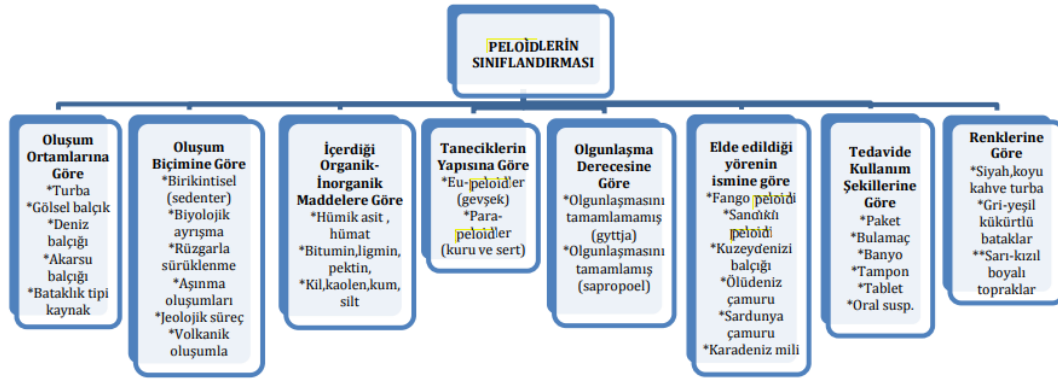 PELOİDLERİN
SINIFLANDIRMASI
Oluşum
Ortamlarına
Göre
*Turba
*Gölsel balçık
*Deniz
balçığı
*Akarsu
balçığı
*Bataklık tipi
kaynak
Oluşum
Biçimine Göre
*Birikintisel
(sedenter)
*Biyolojik
ayrışma
*Rüzgarla
sürüklenme
*Aşınma
oluşumları
*Jeolojik süreç
*Volkanik
oluşumla
İçerdiği
Organik-
İnorganik
Maddelere Göre
*Hümik asit ,
hümat
*Bitumin,ligmin,
pektin,
*Kil,kaolen,kum,
silt
Taneciklerin
Yapısına Göre
*Eu-peloidler
(gevşek)
*Para-
peloidler
(kuru ve sert)
Olgunlaşma
Derecesine
Göre
*Olgunlaşmasını
tamamlamamış
(gyttja)
*Olgunlaşmasını
tamamlamış
(sapropoel)
Elde edildiği
yörenin
ismine göre
*Fango peloidi
*Sandıklı
peloidi
*Kuzeydenizi
balçığı
*Ölüdeniz
çamuru
*Sardunya
çamuru
*Karadeniz mili
Tedavide
Kullanım
Şekillerine
Göre
*Paket
*Bulamaç
*Banyo
*Tampon
*Tablet
*Oral susp.
Renklerine
Göre
*Siyah,koyu
kahve turba
*Gri-yeşil
kükürtlü
bataklar
**Sarı-kızıl
boyalı
topraklar